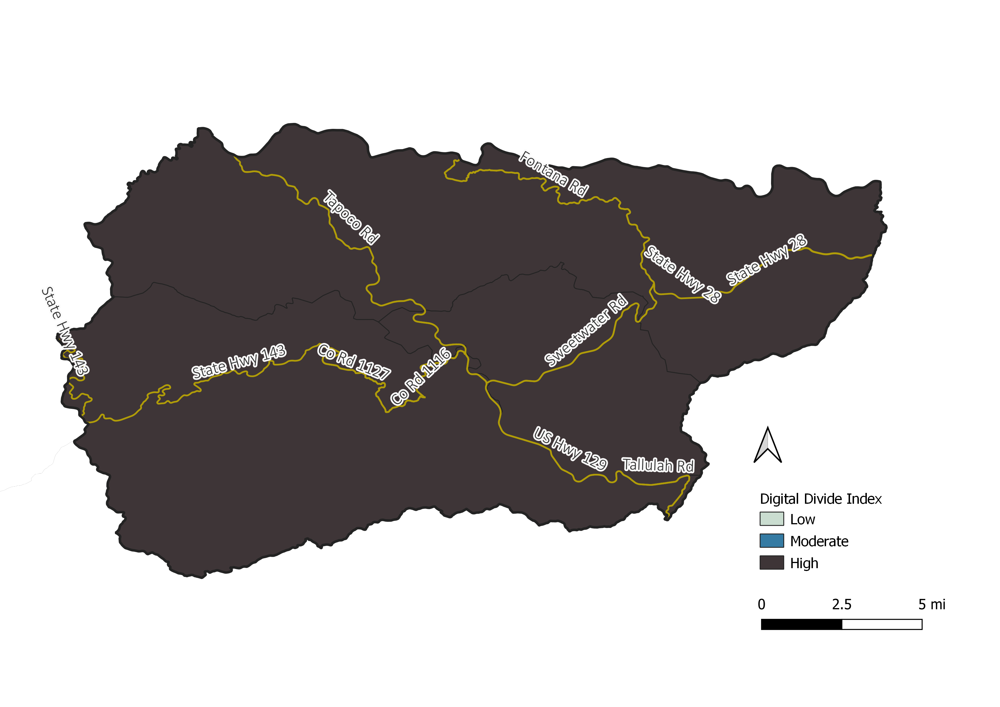 Fontana Rd
Tapoco Rd
State Hwy 28
State Hwy 28
State Hwy 143
Sweetwater Rd
State Hwy 143
Co Rd 1127
Co Rd 1116
US Hwy 129
Tallulah Rd
Digital Divide Index
Low
Moderate
High
0 2.5 5 mi